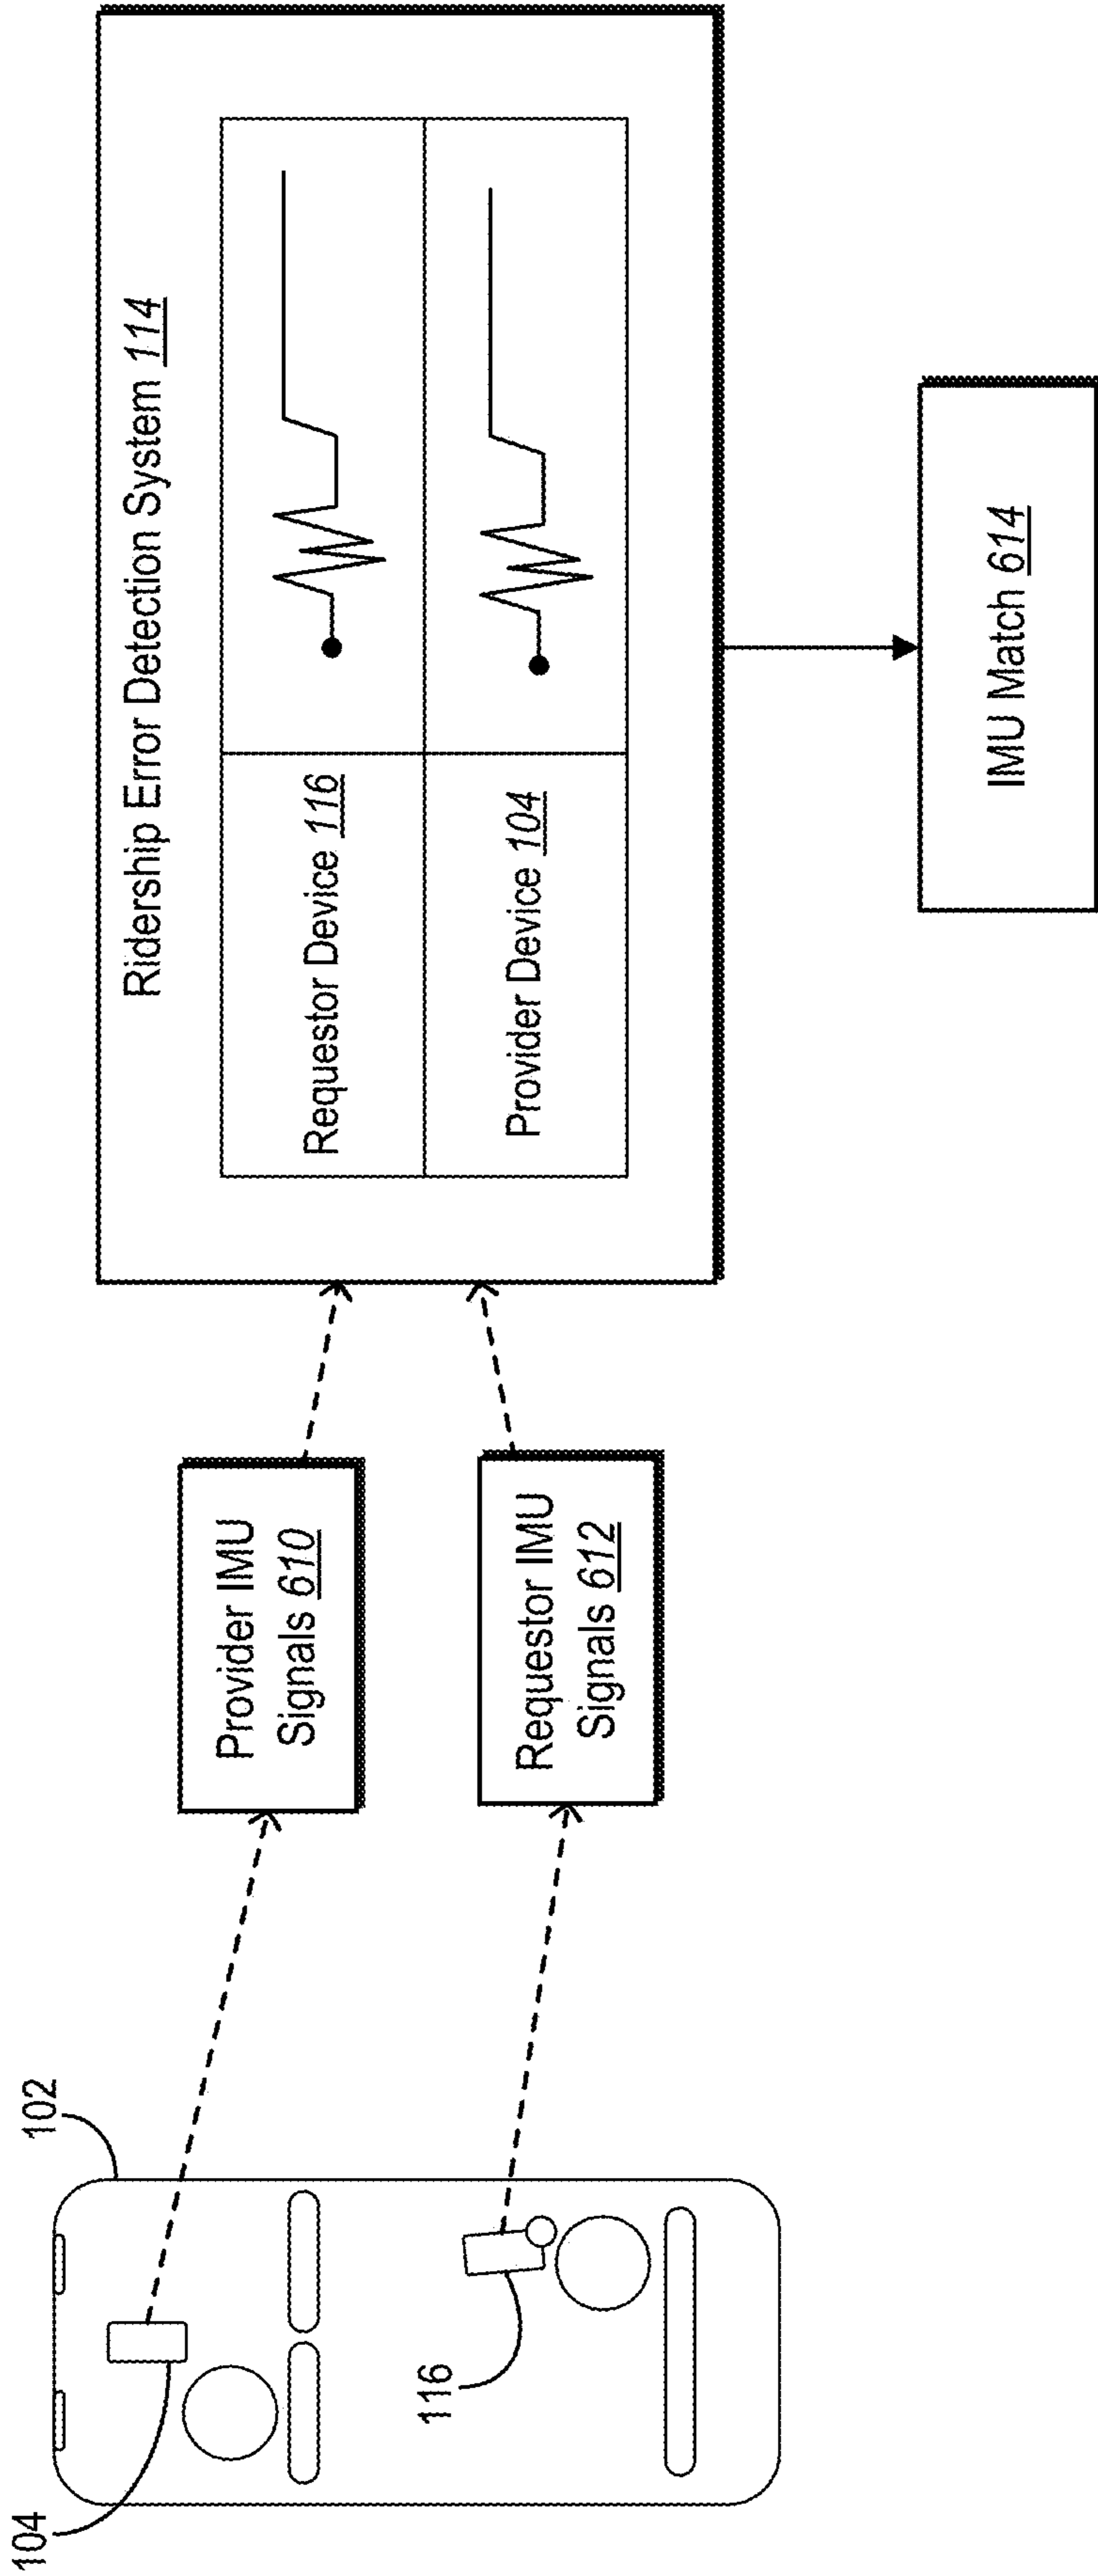 102
104
116
Provider IMU
Signals 610
Requestor IMU
Signals 612
Ridership Error Detection System 114
Requestor Device 116
Provider Device 104
IMU Match 614